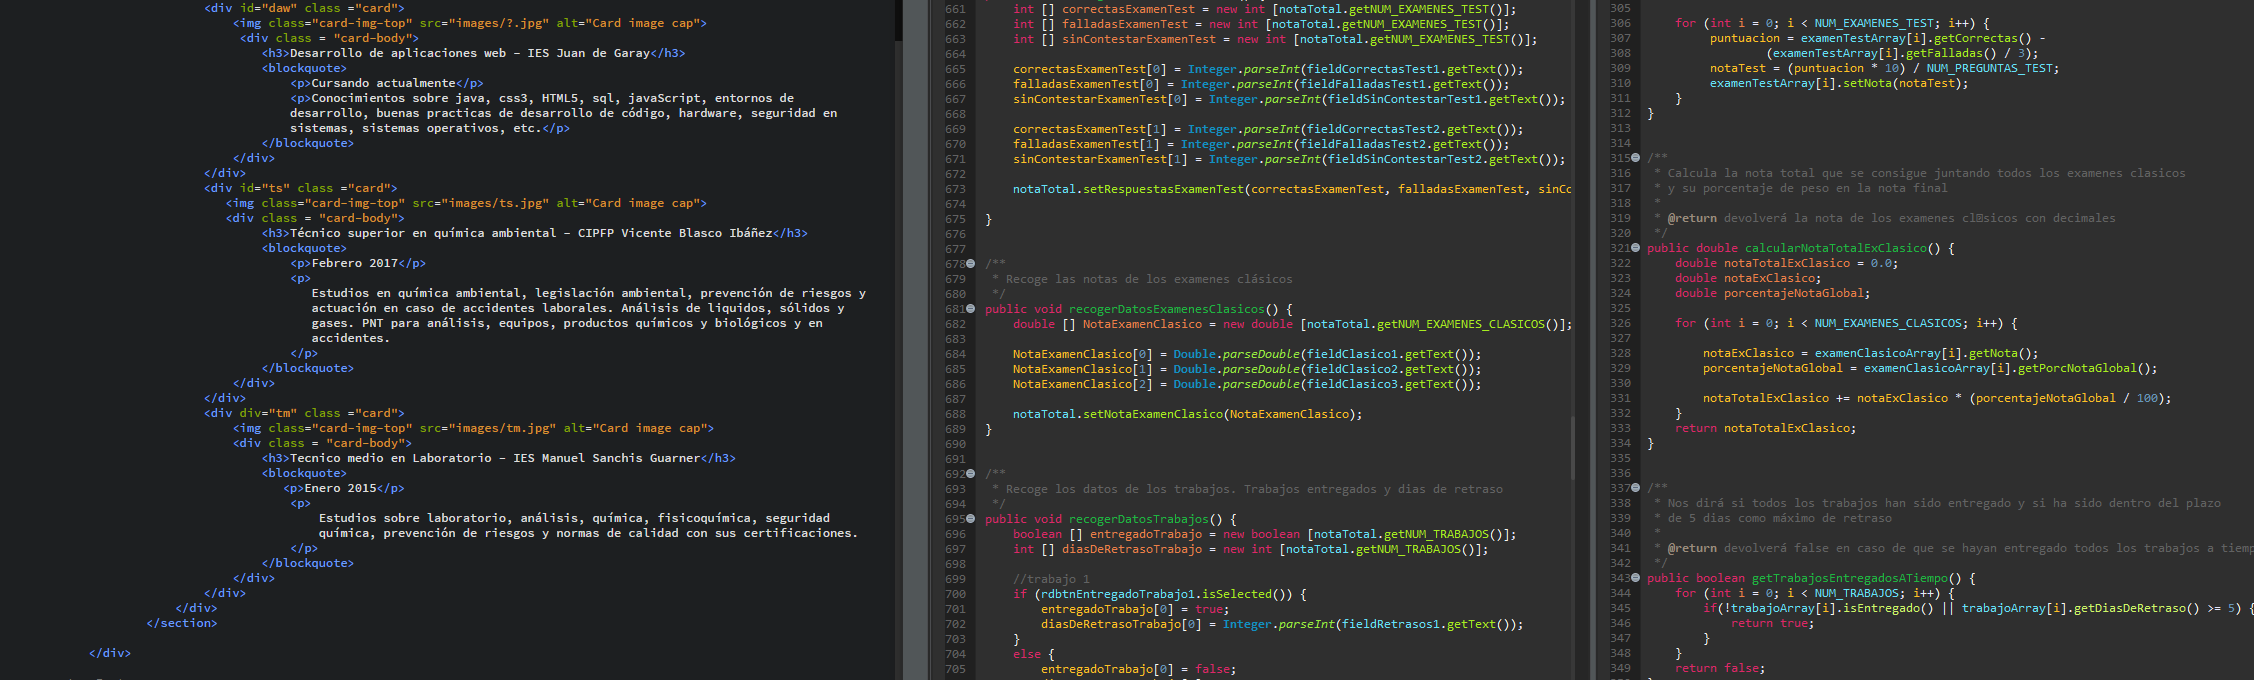 <div id="daw" class ="card">
<img class="card-img-top" src="images/?.jpg" alt="Card image cap">
<div class = "card-body">
<h3>Desarrollo de aplicaciones web - IES Juan de Garay</h3>
<blockquote>
<p>Cursando actualmente</p>
<p>Conocimientos sobre java, css3, HTML5, sql, javaScript, entornos de
desarrollo, buenas practicas de desarrollo de código, hardware, seguridad en
sistemas, sistemas operativos, etc.</p>
</blockquote>
</div>
</div>
<div id="ts" class ="card">
<img class="card-img-top" src="images/ts.jpg" alt="Card image cap">
<div class = "card-body">
<h3>Técnico superior en química ambiental - CIPFP Vicente Blasco Ibáñez</h3>
<blockquote>
<p>Febrero 2017</p>
<p>
Estudios en química ambiental, legislación ambiental, prevención de riesgos y
actuación en caso de accidentes laborales. Análisis de liquidos, sólidos y
gases. PNT para análisis, equipos, productos químicos y biológicos y en
accidentes.
</p>
</blockquote>
</div>
</div>
<div div="tm" class ="card">
<img class="card-img-top" src="images/tm.jpg" alt="Card image cap">
<div class = "card-body">
<h3>Tecnico medio en Laboratorio - IES Manuel Sanchis Guarner</h3>
<blockquote>
<p>Enero 2015</p>
<p>
Estudios sobre laboratorio, análisis, química, fisicoquímica, seguridad
química, prevención de riesgos y normas de calidad con sus certificaciones.
</p>
</blockquote>
</div>
</div>
</div>
</section>
</div>
661 int [] correctasExamenTest = new int [notaTotal.getNUM_EXAMENES_TEST()];
662 int [] falladasExamenTest = new int [notaTotal.getNUM_EXAMENES_TEST()];
663 int [] sinContestarExamenTest = new int [notaTotal.getNUM_EXAMENES_TEST()];
664
665 correctasExamenTest[0] = Integer.parseInt(fieldCorrectasTest1.getText());
666 falladasExamenTest[0] = Integer.parseInt(fieldFalladasTest1.getText());
667 sinContestarExamenTest[0] = Integer.parseInt(fieldSinContestarTest1.getText());
668
669 correctasExamenTest[1] = Integer.parseInt(fieldCorrectasTest2.getText());
670 falladasExamenTest[1] = Integer.parseInt(fieldFalladasTest2.getText());
671 sinContestarExamenTest[1] = Integer.parseInt(fieldSinContestarTest2.getText());
672
673 notaTotal.setRespuestasExamenTest(correctasExamenTest, falladasExamenTest, sinCo
674
675 }
676
677
678 /**
679 * Recoge las notas de los examenes clásicos
680 */
681 public void recogerDatosExamenesClasicos() {
682 double [] NotaExamenClasico = new double [notaTotal.getNUM_EXAMENES_CLASICOS()];
683
684 NotaExamenClasico[0] = Double.parseDouble(fieldClasico1.getText());
685 NotaExamenClasico[1] = Double.parseDouble(fieldClasico2.getText());
686 NotaExamenClasico[2] = Double.parseDouble(fieldClasico3.getText());
687
688 notaTotal.setNotaExamenClasico(NotaExamenClasico);
689 }
690
691
692 /**
693 * Recoge los datos de los trabajos. Trabajos entregados y dias de retraso
694 */
695 public void recogerDatosTrabajos() {
696 boolean [] entregadoTrabajo = new boolean [notaTotal.getNUM_TRABAJOS()];
697 int [] diasDeRetrasoTrabajo = new int [notaTotal.getNUM_TRABAJOS()];
698
699 //trabajo 1
700 if (rdbtnEntregadoTrabajo1.isSelected()) {
701 entregadoTrabajo[0] = true;
702 diasDeRetrasoTrabajo[0] = Integer.parseInt(fieldRetrasos1.getText());
703 }
704 else {
705 entregadoTrabajo[0] = false;
305
306 for (int i = 0; i < NUM_EXAMENES_TEST; i++) {
307 puntuacion = examenTestArray[i].getCorrectas() -
308 (examenTestArray[i].getFalladas() / 3);
309 notaTest = (puntuacion * 10) / NUM_PREGUNTAS_TEST;
310 examenTestArray[i].setNota(notaTest);
311 }
312 }
313
314
315 /**
316 * Calcula la nota total que se consigue juntando todos los examenes clasicos
317 * y su porcentaje de peso en la nota final
318 *
319 * @return devolverá la nota de los examenes cl�sicos con decimales
320 */
321 public double calcularNotaTotalExClasico() {
322 double notaTotalExClasico = 0.0;
323 double notaExClasico;
324 double porcentajeNotaGlobal;
325
326 for (int i = 0; i < NUM_EXAMENES_CLASICOS; i++) {
327
328 notaExClasico = examenClasicoArray[i].getNota();
329 porcentajeNotaGlobal = examenClasicoArray[i].getPorcNotaGlobal();
330
331 notaTotalExClasico += notaExClasico * (porcentajeNotaGlobal / 100);
332 }
333 return notaTotalExClasico;
334 }
335
336
337 /**
338 * Nos dirá si todos los trabajos han sido entregado y si ha sido dentro del plazo
339 * de 5 dias como máximo de retraso
340 *
341 * @return devolverá false en caso de que se hayan entregado todos los trabajos a tiemp
342 */
343 public boolean getTrabajosEntregadosATiempo() {
344 for (int i = 0; i < NUM_TRABAJOS; i++) {
345 if(!trabajoArray[i].isEntregado() || trabajoArray[i].getDiasDeRetraso() >= 5) {
346 return true;
347 }
348 }
349 return false;